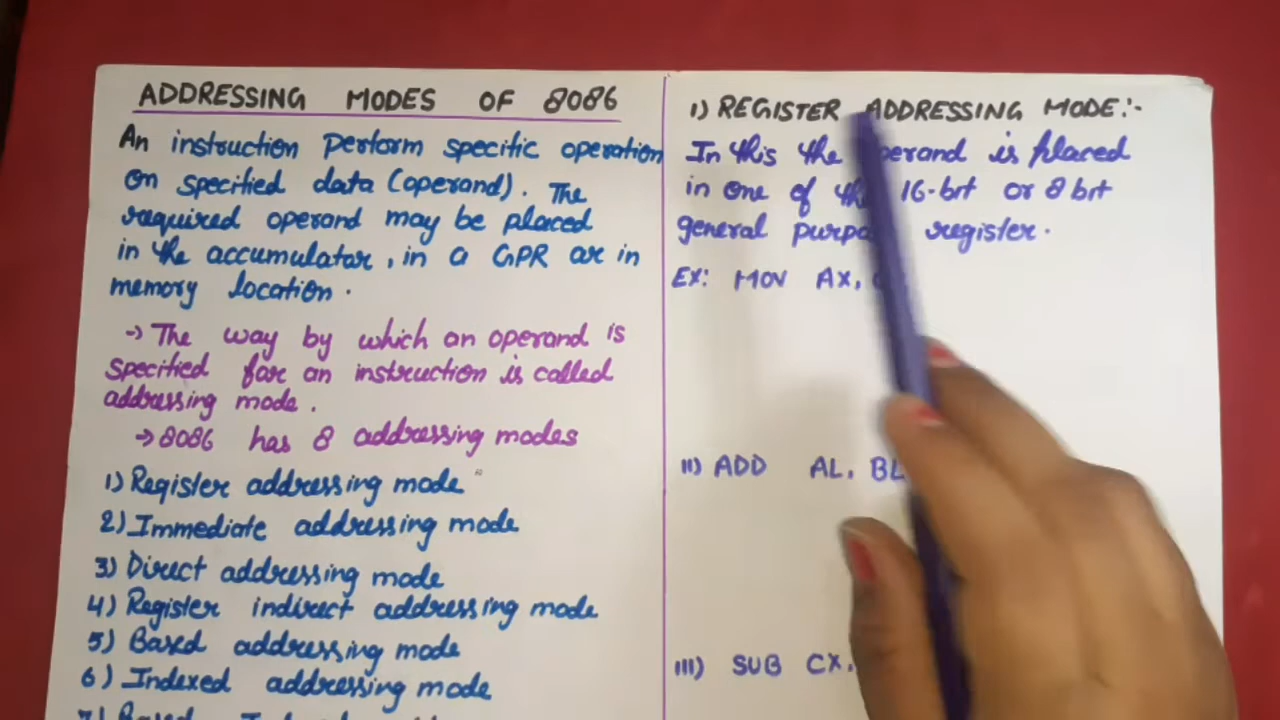 ADDRESSING MODES OF 8086
An instruction perform specific operation
on specified data (operand). The
required operand may be placed
in the accumulator, in a GPR or in
memory location.
-> The way by which an operand is
specified for an instruction is called
addressing mode.
-> 8086 has 8 addressing modes
1) Register addressing mode
2) Immediate addressing mode
3) Direct addressing mode
4) Register indirect addressing mode
5) Based addressing mode
6) Indexed addressing mode
7) Based
1) REGISTER ADDRESSING MODE:-
In this the operand is placed
in one of the 16-bit or 8 bit
general purpose register.
EX: MOV AX,
II) ADD AL, BL
III) SUB CX,